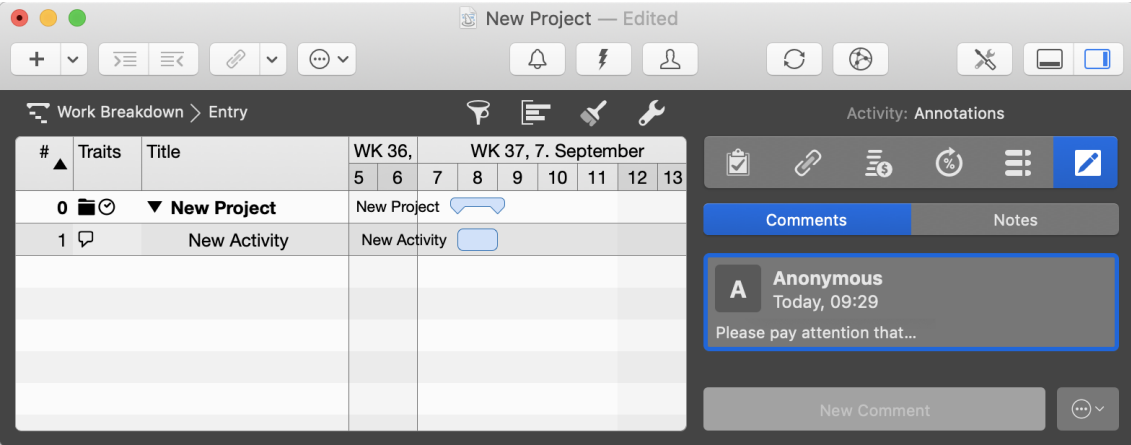 New Project — Edited
Work Breakdown > Entry
Activity: Annotations
# Traits Title WK 36, WK 37, 7. September
5 6 7 8 9 10 11 12 13
0 New Project New Project
1 New Activity New Activity
Comments Notes
A Anonymous
Today, 09:29
Please pay attention that...
New Comment